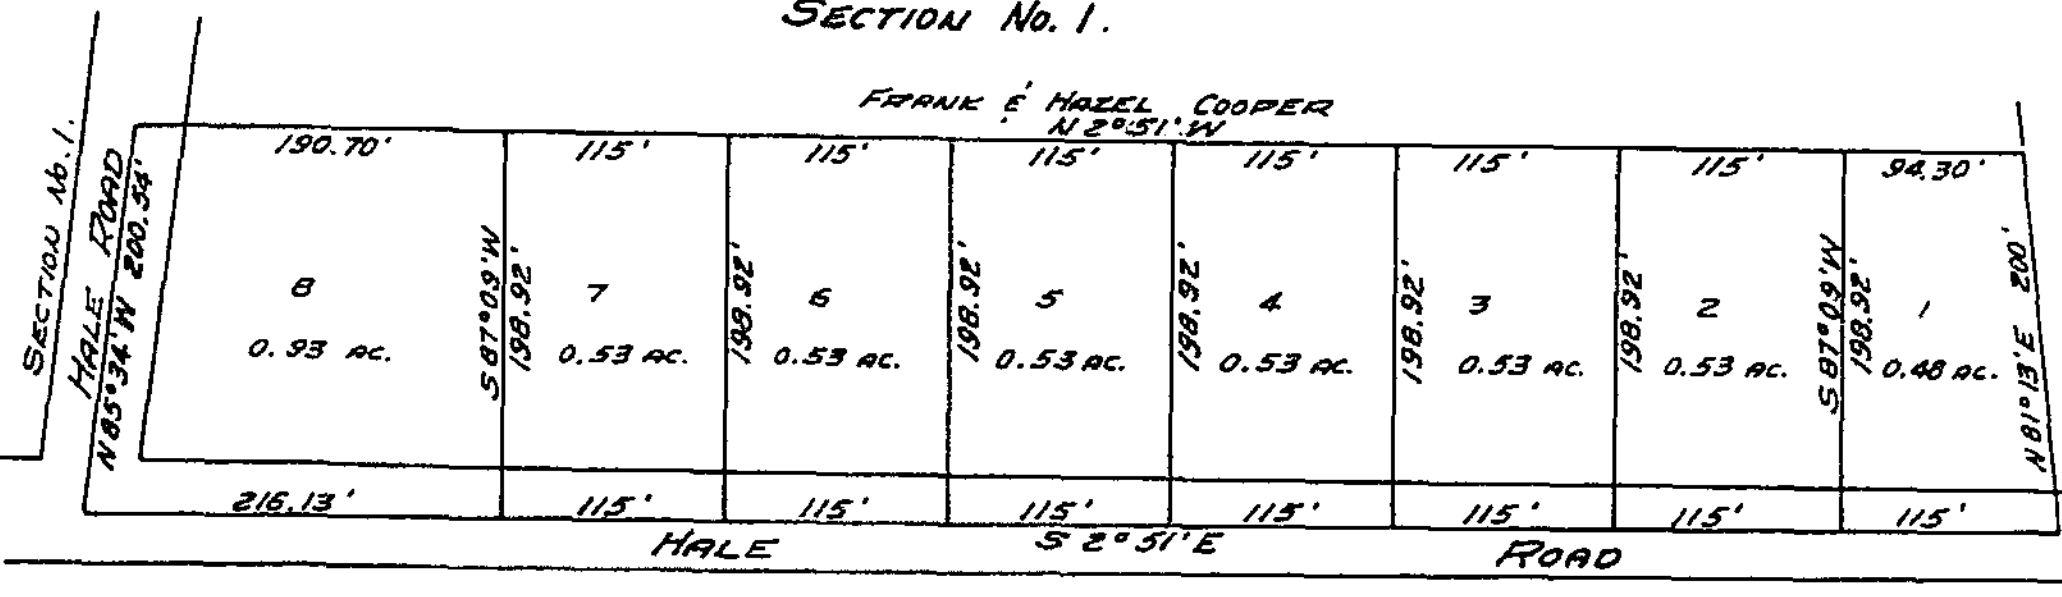 SECTION No. 1.
FRANK & HAZEL COOPER
N 2°51' W
SECTION No. 1.
HALE ROAD
N 85°34' W 200.54'
190.70'
115'
115'
115'
115'
115'
115'
94.30'
8
0.93 AC.
S 87°09' W
198.92'
7
0.53 AC.
198.92'
6
0.53 AC.
198.92'
5
0.53 AC.
198.92'
4
0.53 AC.
198.92'
3
0.53 AC.
198.92'
2
0.53 AC.
S 87°09' W
198.92'
1
0.48 AC.
N 81°13' E 200'
216.13'
115'
115'
115'
115'
115'
115'
115'
HALE S 2°51' E ROAD